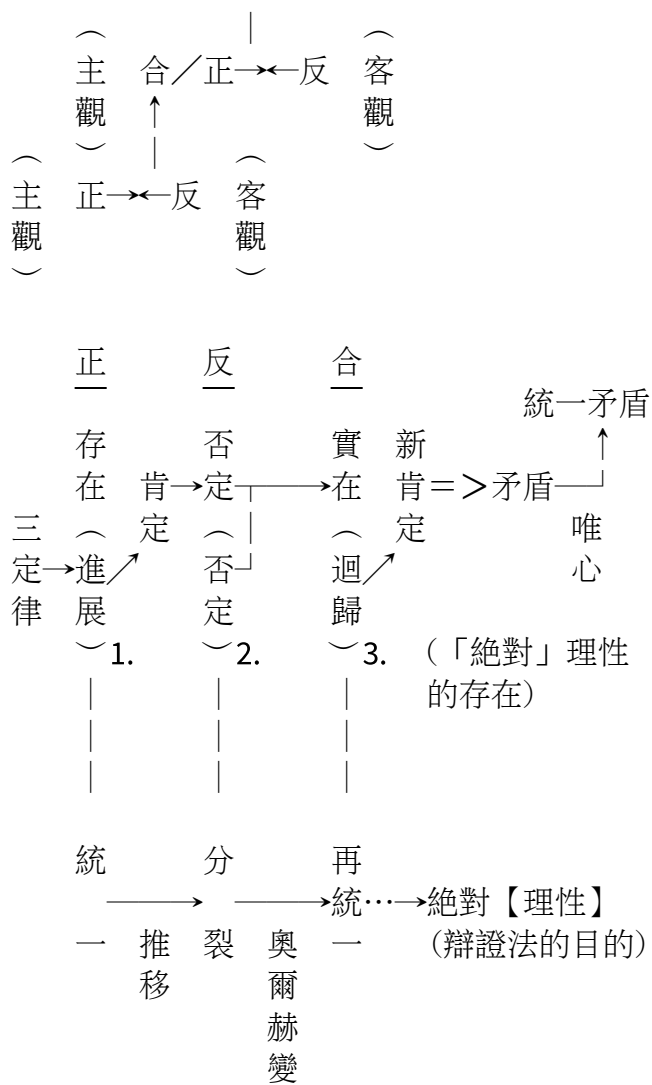 （主觀）
合／正→←反
（客觀）
↑
（主觀）
正→←反
（客觀）
正
反
合
三定律→
存在（進展）1.
肯定→
否定（否定）2.
實在（迴歸）3.
新肯定
=＞矛盾
統一矛盾
唯心
（「絕對」理性
的存在）
統一
推移
分裂
奧爾赫變
再統一
…→絕對【理性】
（辯證法的目的）